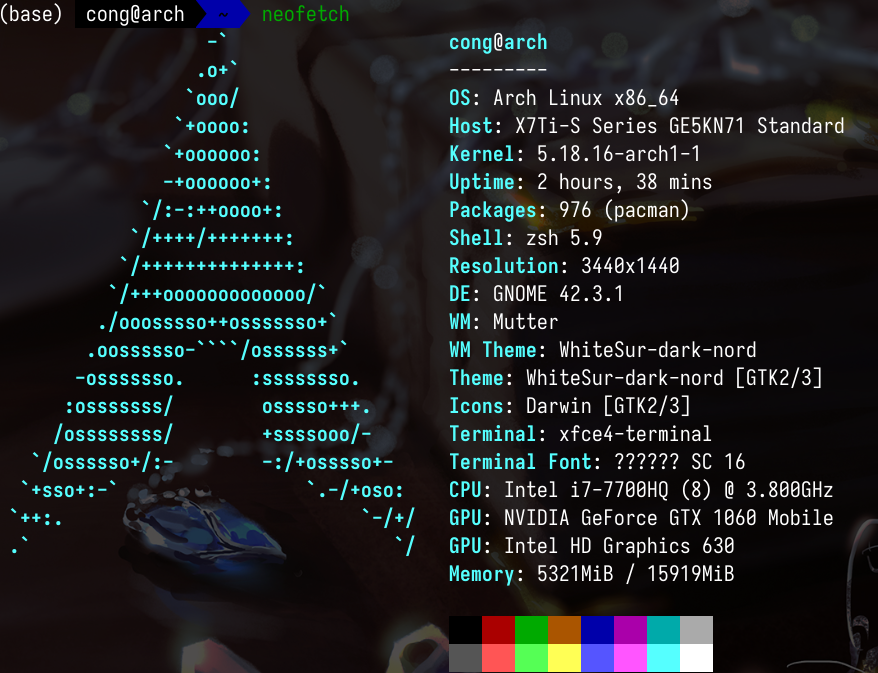 (base) cong@arch ~ neofetch
-`
.o+`
`ooo/
`+oooo:
`+oooooo:
-+oooooo+:
`/:-:++oooo+:
`/++++/+++++++:
`/++++++++++++++:
`/+++ooooooooooooo/`
./ooosssso++osssssso+`
.oossssso-````/ossssss+`
-osssssso. :ssssssso.
:osssssss/ osssso+++.
/ossssssss/ +ssssooo/-
`/ossssso+/:- -:/+osssso+-
`+sso+:-` `.-/+oso:
`++:. `-/+/
.` `/
cong@arch
---------
OS: Arch Linux x86_64
Host: X7Ti-S Series GE5KN71 Standard
Kernel: 5.18.16-arch1-1
Uptime: 2 hours, 38 mins
Packages: 976 (pacman)
Shell: zsh 5.9
Resolution: 3440x1440
DE: GNOME 42.3.1
WM: Mutter
WM Theme: WhiteSur-dark-nord
Theme: WhiteSur-dark-nord [GTK2/3]
Icons: Darwin [GTK2/3]
Terminal: xfce4-terminal
Terminal Font: ?????? SC 16
CPU: Intel i7-7700HQ (8) @ 3.800GHz
GPU: NVIDIA GeForce GTX 1060 Mobile
GPU: Intel HD Graphics 630
Memory: 5321MiB / 15919MiB